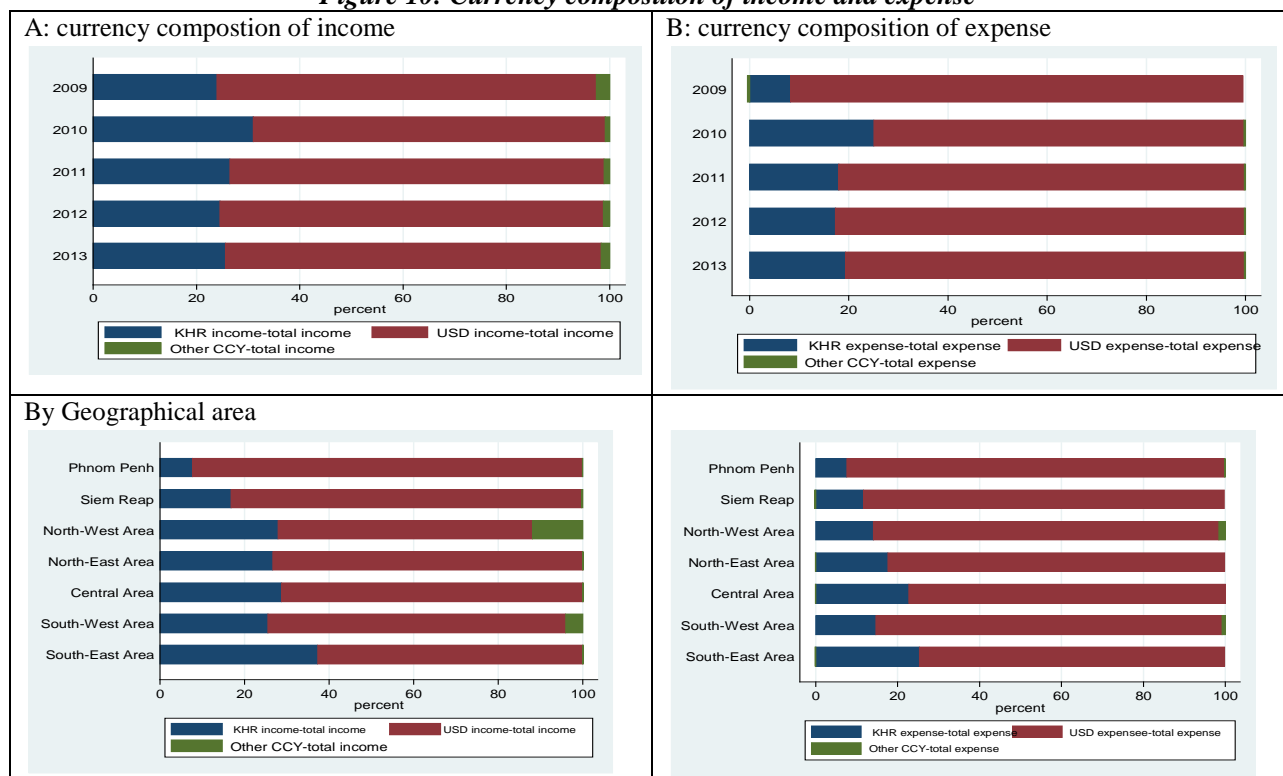 Figure 10: Currency composition of income and expense
A: currency compostion of income
2009
2010
2011
2012
2013
0 20 40 60 80 100
percent
KHR income-total income USD income-total income
Other CCY-total income
B: currency composition of expense
2009
2010
2011
2012
2013
0 20 40 60 80 100
percent
KHR expense-total expense USD expense-total expense
Other CCY-total expense
By Geographical area
Phnom Penh
Siem Reap
North-West Area
North-East Area
Central Area
South-West Area
South-East Area
0 20 40 60 80 100
percent
KHR income-total income USD income-total income
Other CCY-total income
Phnom Penh
Siem Reap
North-West Area
North-East Area
Central Area
South-West Area
South-East Area
0 20 40 60 80 100
percent
KHR expense-total expense USD expensee-total expense
Other CCY-total expense